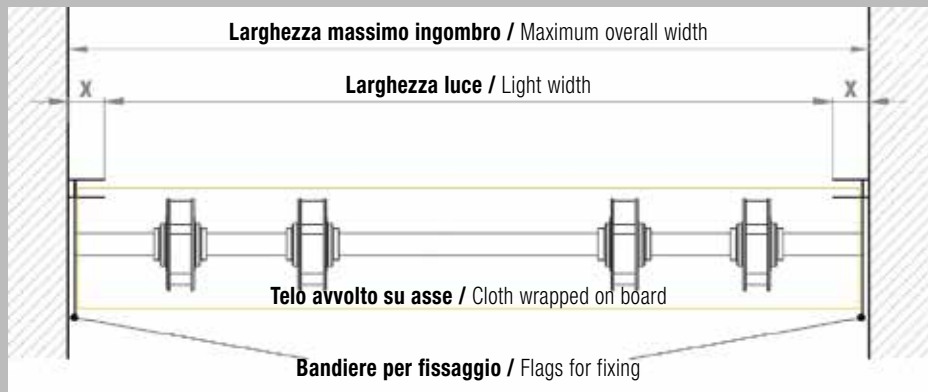 Larghezza massimo ingombro / Maximum overall width
X Larghezza luce / Light width X
Telo avvolto su asse / Cloth wrapped on board
Bandiere per fissaggio / Flags for fixing